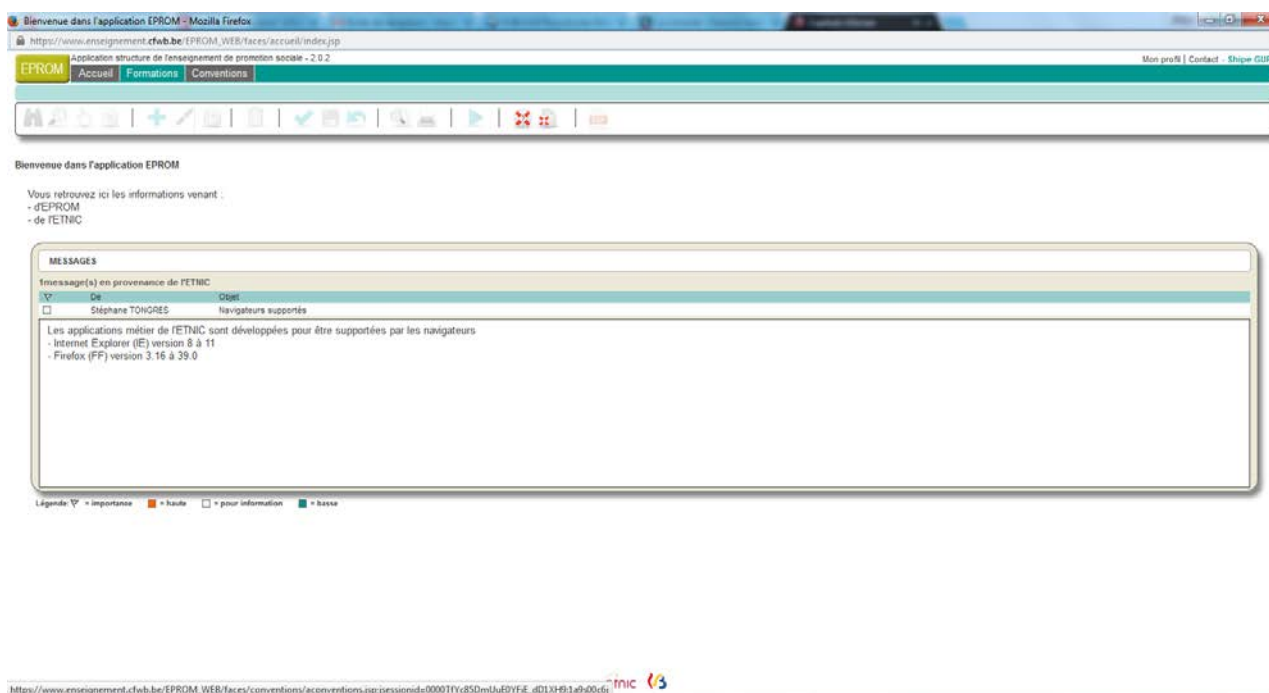 Bienvenue dans l'application EPROM - Mozilla Firefox
https://www.enseignement.cfwb.be/EPROM_WEB/faces/accueil/index.jsp
EPROM
Application structure de l'enseignement de promotion sociale - 2.0.2
Mon profil | Contact - Shipie GUE
Accueil Formations Conventions
Bienvenue dans l'application EPROM
Vous retrouvez ici les informations venant :
- d'EPROM
- de l'ETNIC
MESSAGES
1message(s) en provenance de l'ETNIC
De Objet
Stéphane TONGRES Navigateurs supportés
Les applications métier de l'ETNIC sont développées pour être supportées par les navigateurs
- Internet Explorer (IE) version 8 à 11
- Firefox (FF) version 3.16 à 39.0
Légende: = importance = haute = pour information = basse